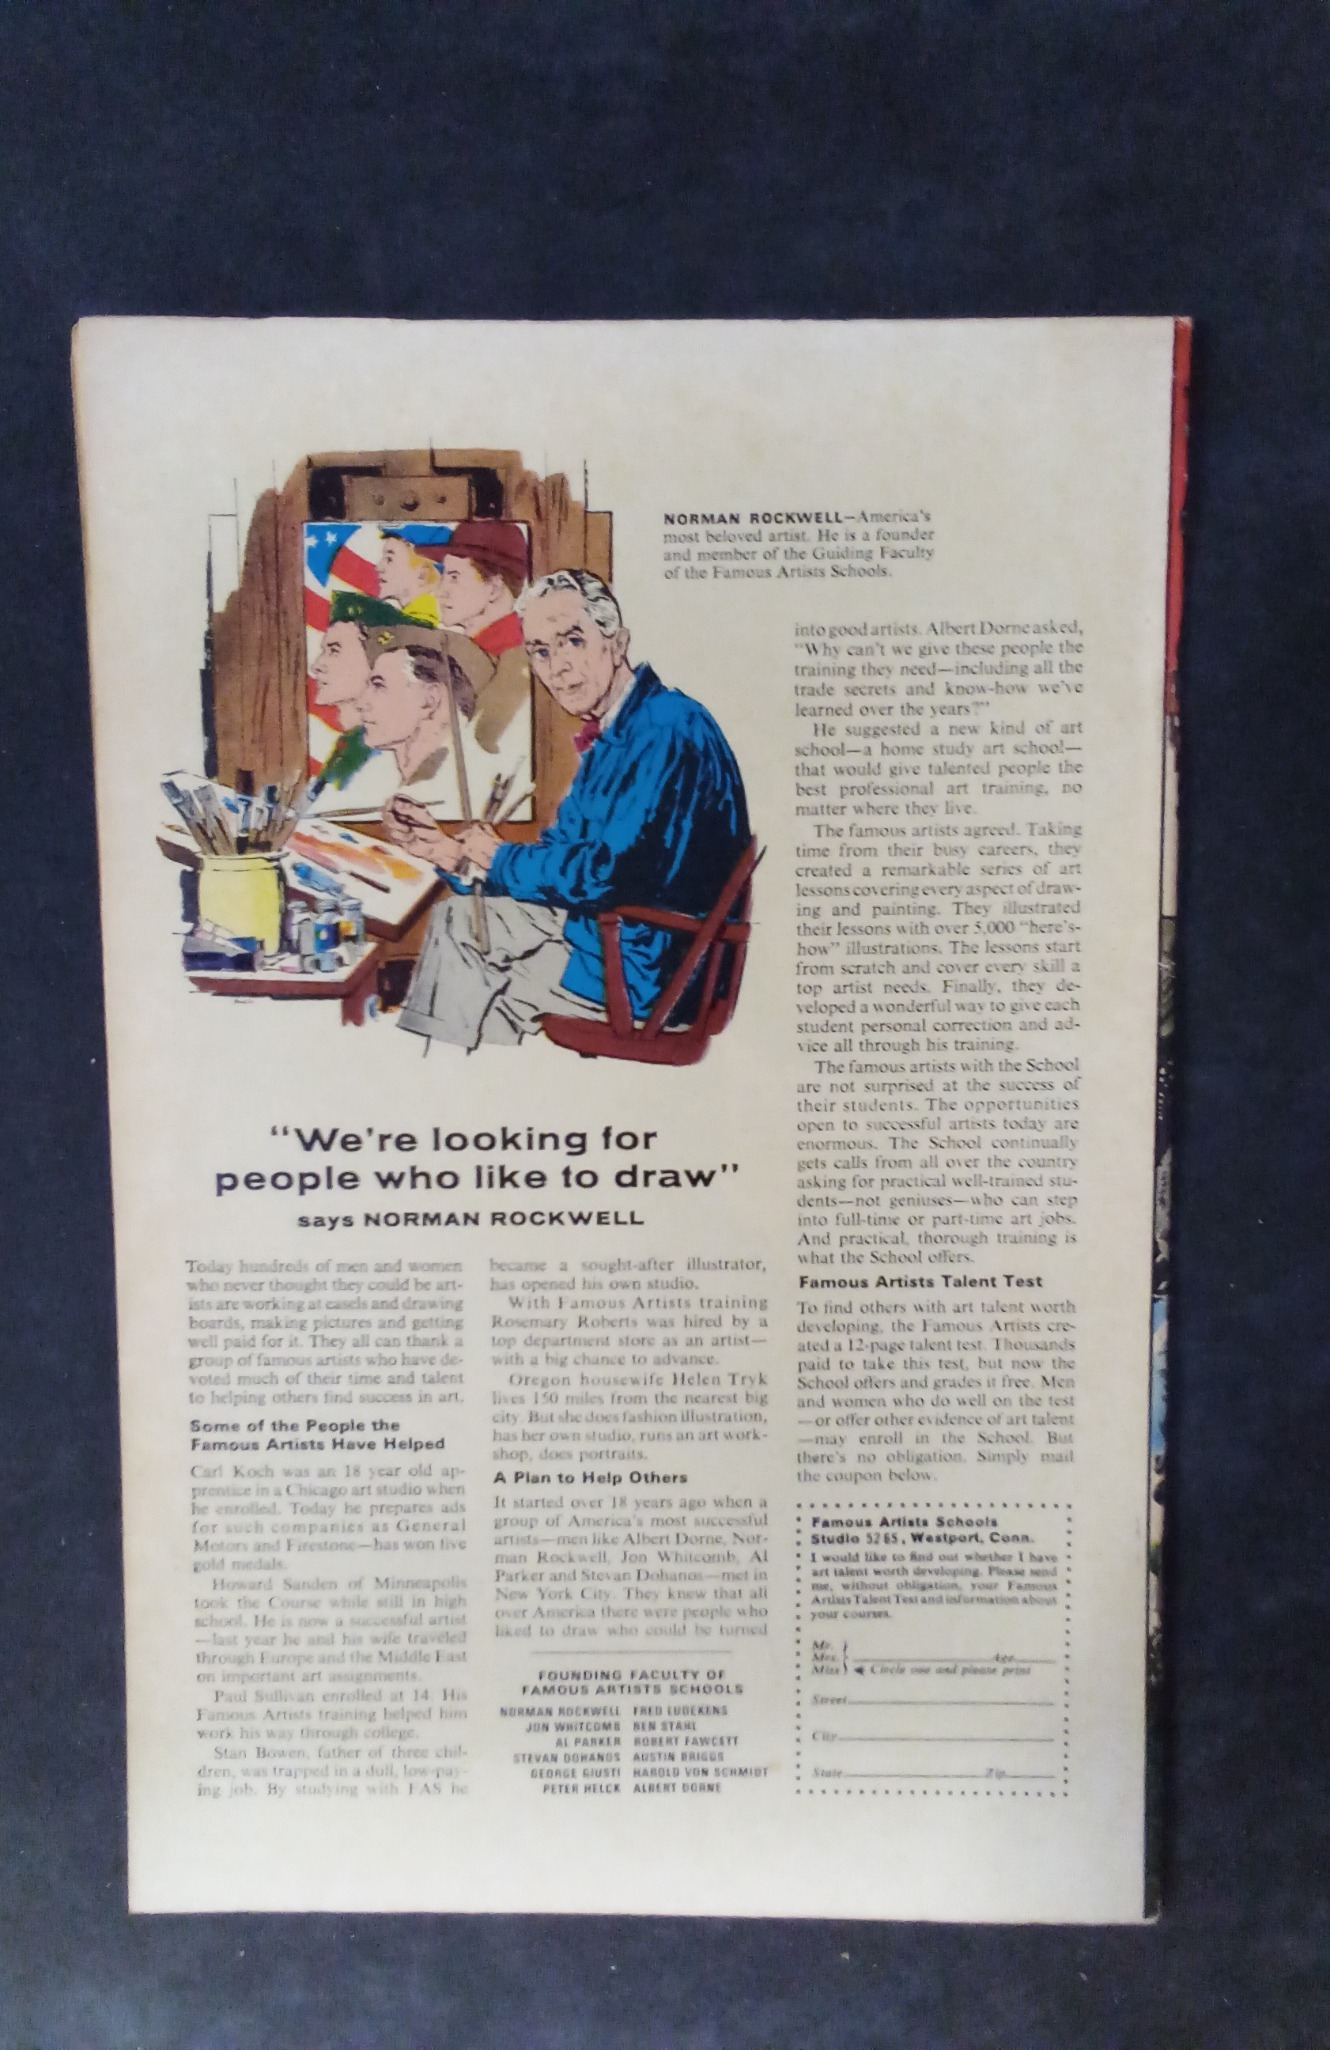 NORMAN ROCKWELL—America's
most beloved artist. He is a founder
and member of the Guiding Faculty
of the Famous Artists Schools.
"We're looking for
people who like to draw"
says NORMAN ROCKWELL
Today hundreds of men and women
who never thought they could be art-
ists are working at easels and drawing
boards, making pictures and getting
well paid for it. They all can thank a
group of famous artists who have de-
voted much of their time and talent
to helping others find success in art.
Some of the People the
Famous Artists Have Helped
Carl Koch was an 18 year old ap-
prentice in a Chicago art studio when
he enrolled. Today he prepares ads
for such companies as General
Motors and Firestone—has won five
gold medals.
Howard Sanden of Minneapolis
took the Course while still in high
school. He is now a successful artist
—last year he and his wife traveled
through Europe and the Middle East
on important art assignments.
Paul Sullivan enrolled at 14. His
Famous Artists training helped him
work his way through college.
Stan Bowen, father of three chil-
dren, was trapped in a dull, low-pay-
ing job. By studying with FAS he
became a sought-after illustrator,
has opened his own studio.
With Famous Artists training
Rosemary Roberts was hired by a
top department store as an artist—
with a big chance to advance.
Oregon housewife Helen Tryk
lives 150 miles from the nearest big
city. But she does fashion illustration,
has her own studio, runs an art work-
shop, does portraits.
A Plan to Help Others
It started over 18 years ago when a
group of America's most successful
artists—men like Albert Dorne, Nor-
man Rockwell, Jon Whitcomb, Al
Parker and Stevan Dohanos—met in
New York City. They knew that all
over America there were people who
liked to draw who could be turned
FOUNDING FACULTY OF
FAMOUS ARTISTS SCHOOLS
NORMAN ROCKWELL FRED LUDEKENS
JON WHITCOMB BEN STAHL
AL PARKER ROBERT FAWCETT
STEVAN DOHANOS AUSTIN BRIGGS
GEORGE GIUSTI HAROLD VON SCHMIDT
PETER HELCK ALBERT DORNE
into good artists. Albert Dorne asked,
"Why can't we give these people the
training they need—including all the
trade secrets and know-how we've
learned over the years?"
He suggested a new kind of art
school—a home study art school—
that would give talented people the
best professional art training, no
matter where they live.
The famous artists agreed. Taking
time from their busy careers, they
created a remarkable series of art
lessons covering every aspect of draw-
ing and painting. They illustrated
their lessons with over 5,000 "here's-
how" illustrations. The lessons start
from scratch and cover every skill a
top artist needs. Finally, they de-
veloped a wonderful way to give each
student personal correction and ad-
vice all through his training.
The famous artists with the School
are not surprised at the success of
their students. The opportunities
open to successful artists today are
enormous. The School continually
gets calls from all over the country
asking for practical well-trained stu-
dents—not geniuses—who can step
into full-time or part-time art jobs.
And practical, thorough training is
what the School offers.
Famous Artists Talent Test
To find others with art talent worth
developing, the Famous Artists cre-
ated a 12-page talent test. Thousands
paid to take this test, but now the
School offers and grades it free. Men
and women who do well on the test
—or offer other evidence of art talent
—may enroll in the School. But
there's no obligation. Simply mail
the coupon below.
Famous Artists Schools
Studio 5265, Westport, Conn.
I would like to find out whether I have
art talent worth developing. Please send
me, without obligation, your Famous
Artists Talent Test and information about
your courses.
Mr.
Mrs. Age
Miss Circle one and please print
Street
City
State Zip